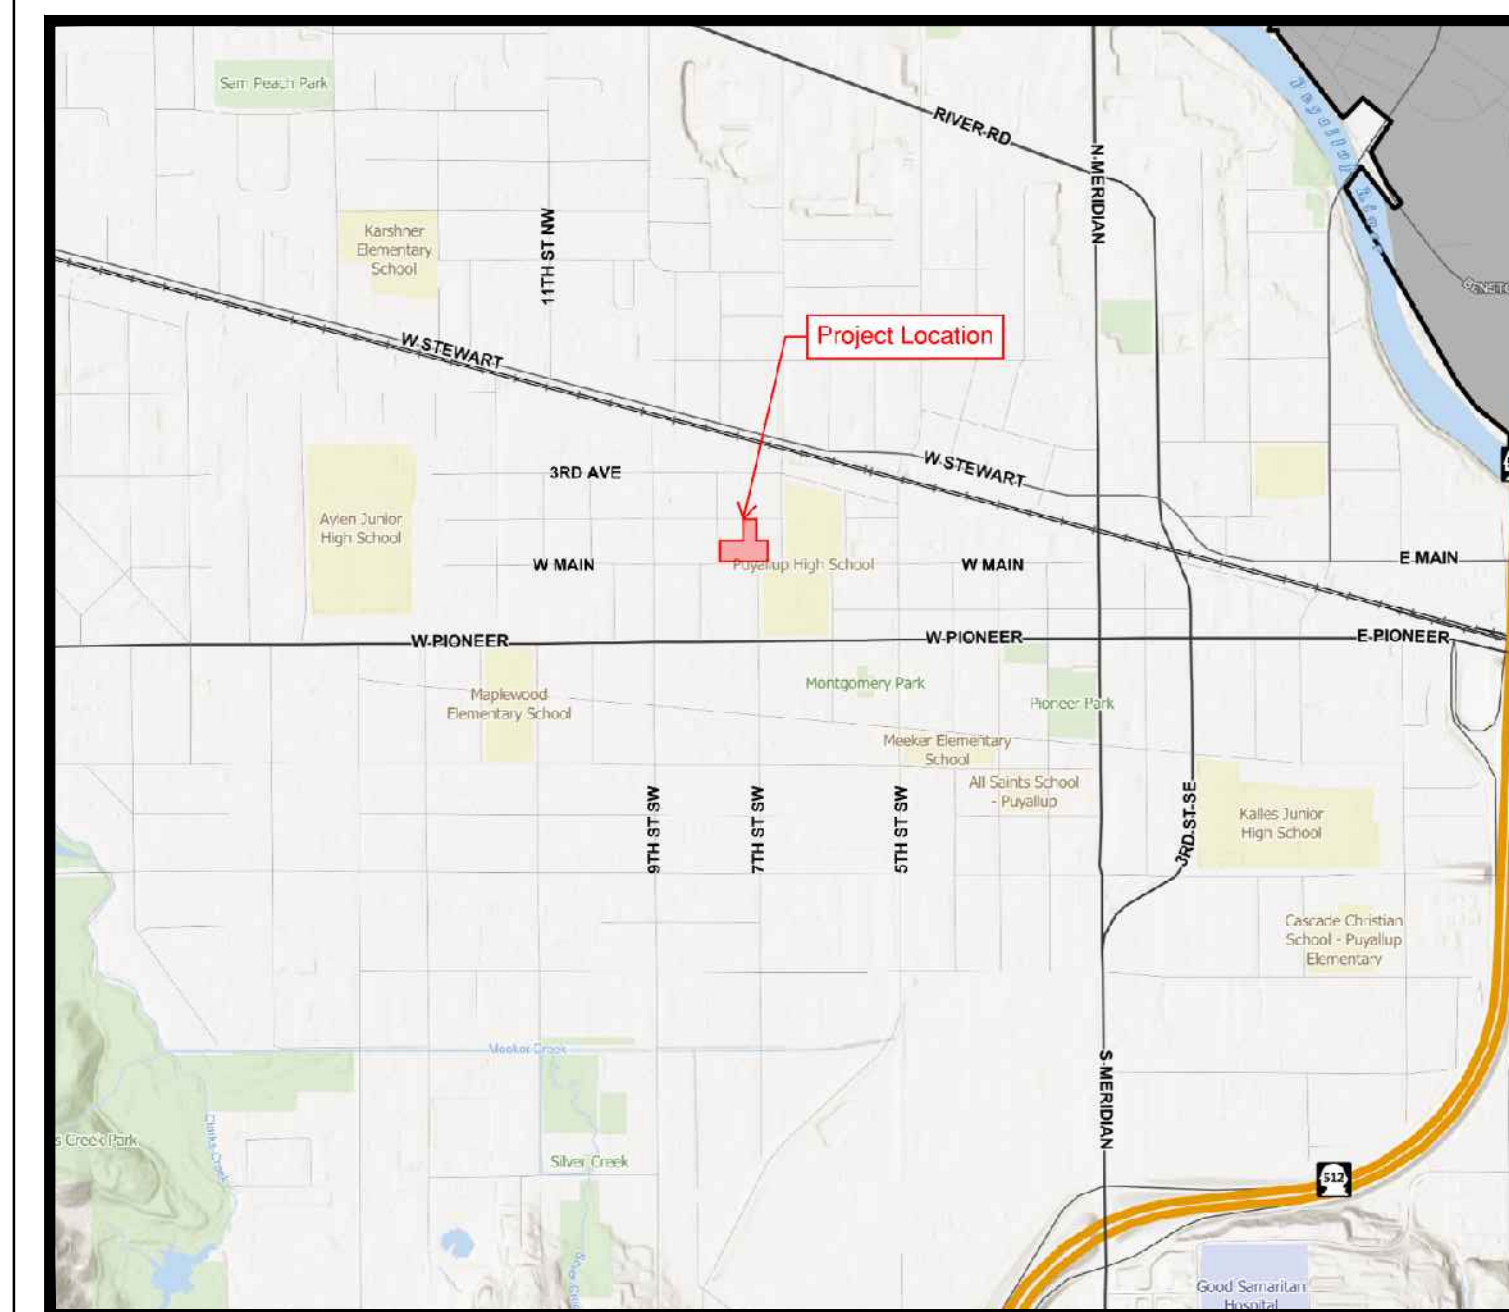 Sam Peach Park
RIVER RD
Puyallup River
N MERIDIAN
Karshner
Elementary
School
11TH ST NW
W STEWART
Project Location
3RD AVE
W STEWART
Aylen Junior
High School
W MAIN
Puyallup High School
W MAIN
E MAIN
W PIONEER
W PIONEER
E PIONEER
Maplewood
Elementary School
Montgomery Park
Pioneer Park
Meeker Elementary
School
All Saints School
- Puyallup
9TH ST SW
7TH ST SW
5TH ST SW
3RD ST SE
Kalles Junior
High School
Cascade Christian
School - Puyallup
Elementary
Meeker Creek
S MERIDIAN
s Creek Park
Clarks Creek
Silver Creek
512
Good Samaritan
Hospital